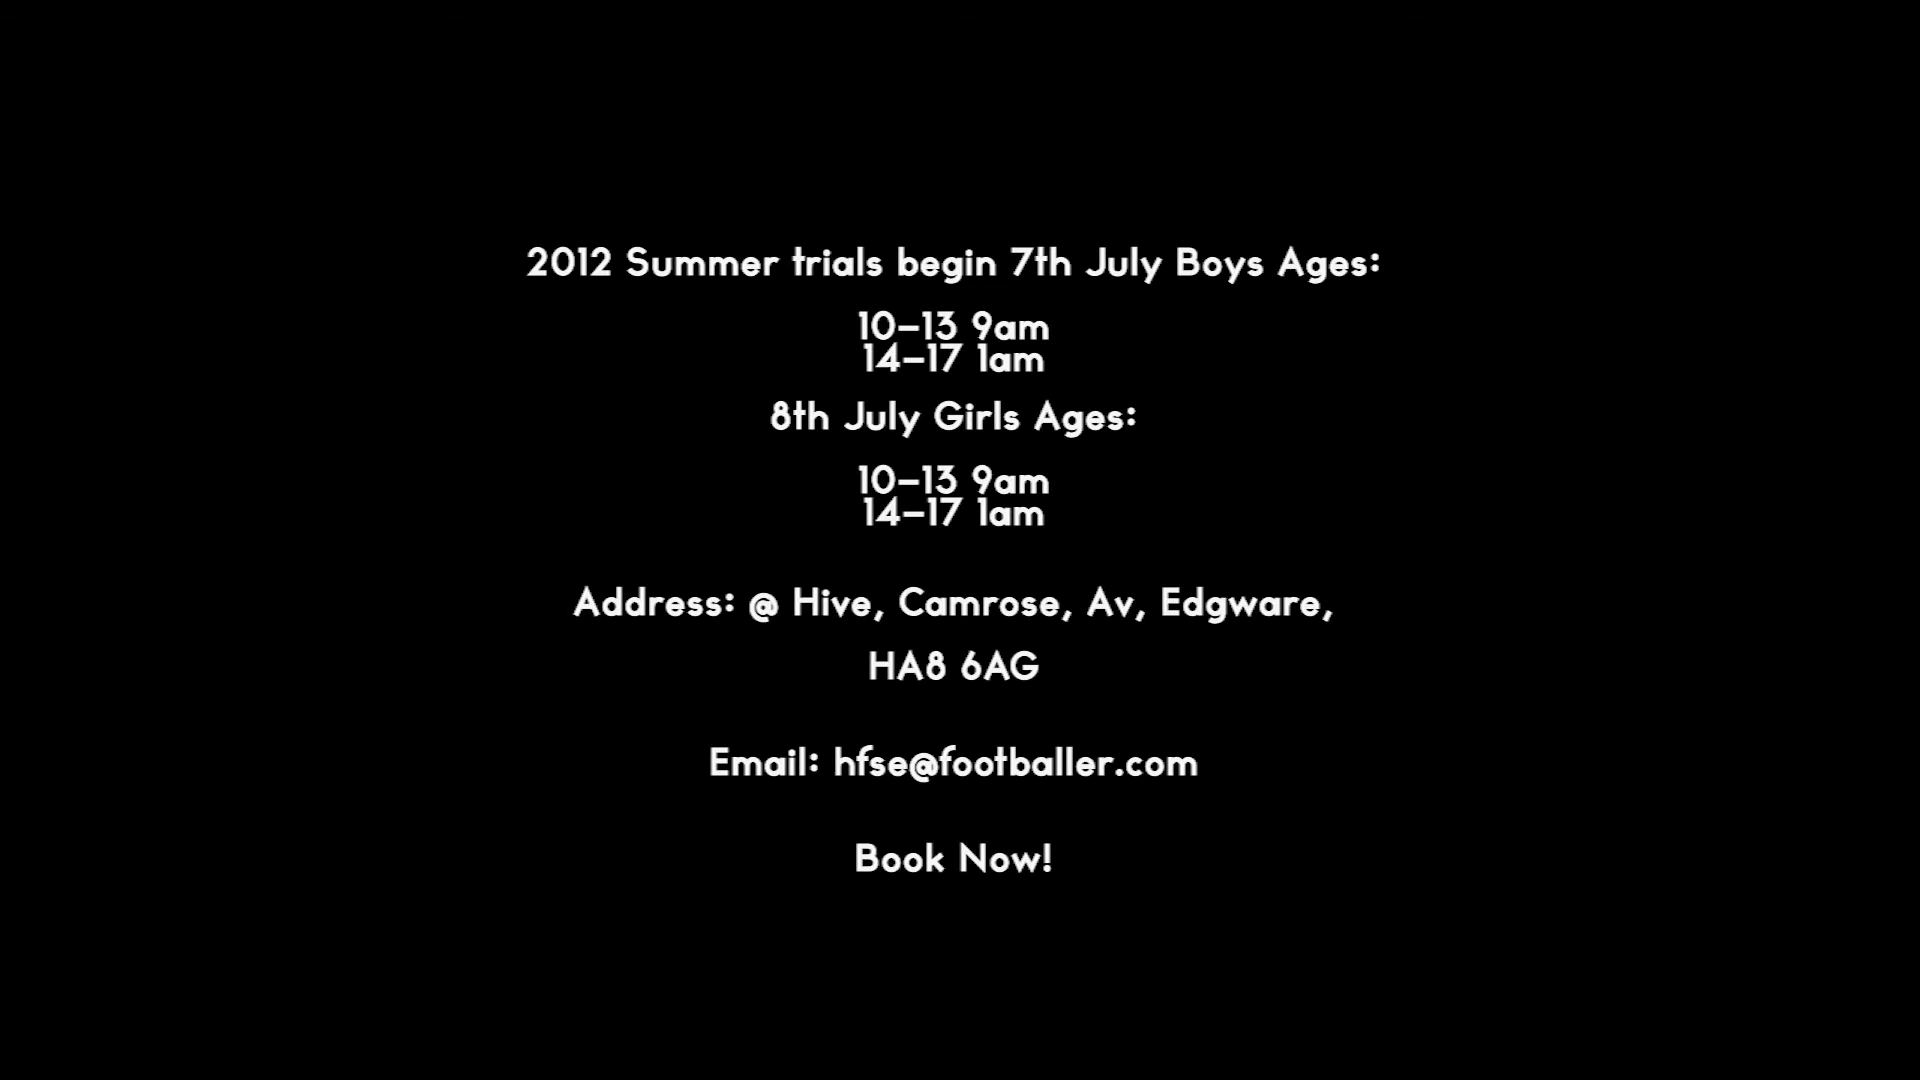 2012 Summer trials begin 7th July Boys Ages:
10-13 9am
14-17 1am
8th July Girls Ages:
10-13 9am
14-17 1am
Address: @ Hive, Camrose, Av, Edgware,
HA8 6AG
Email: hfse@footballer.com
Book Now!